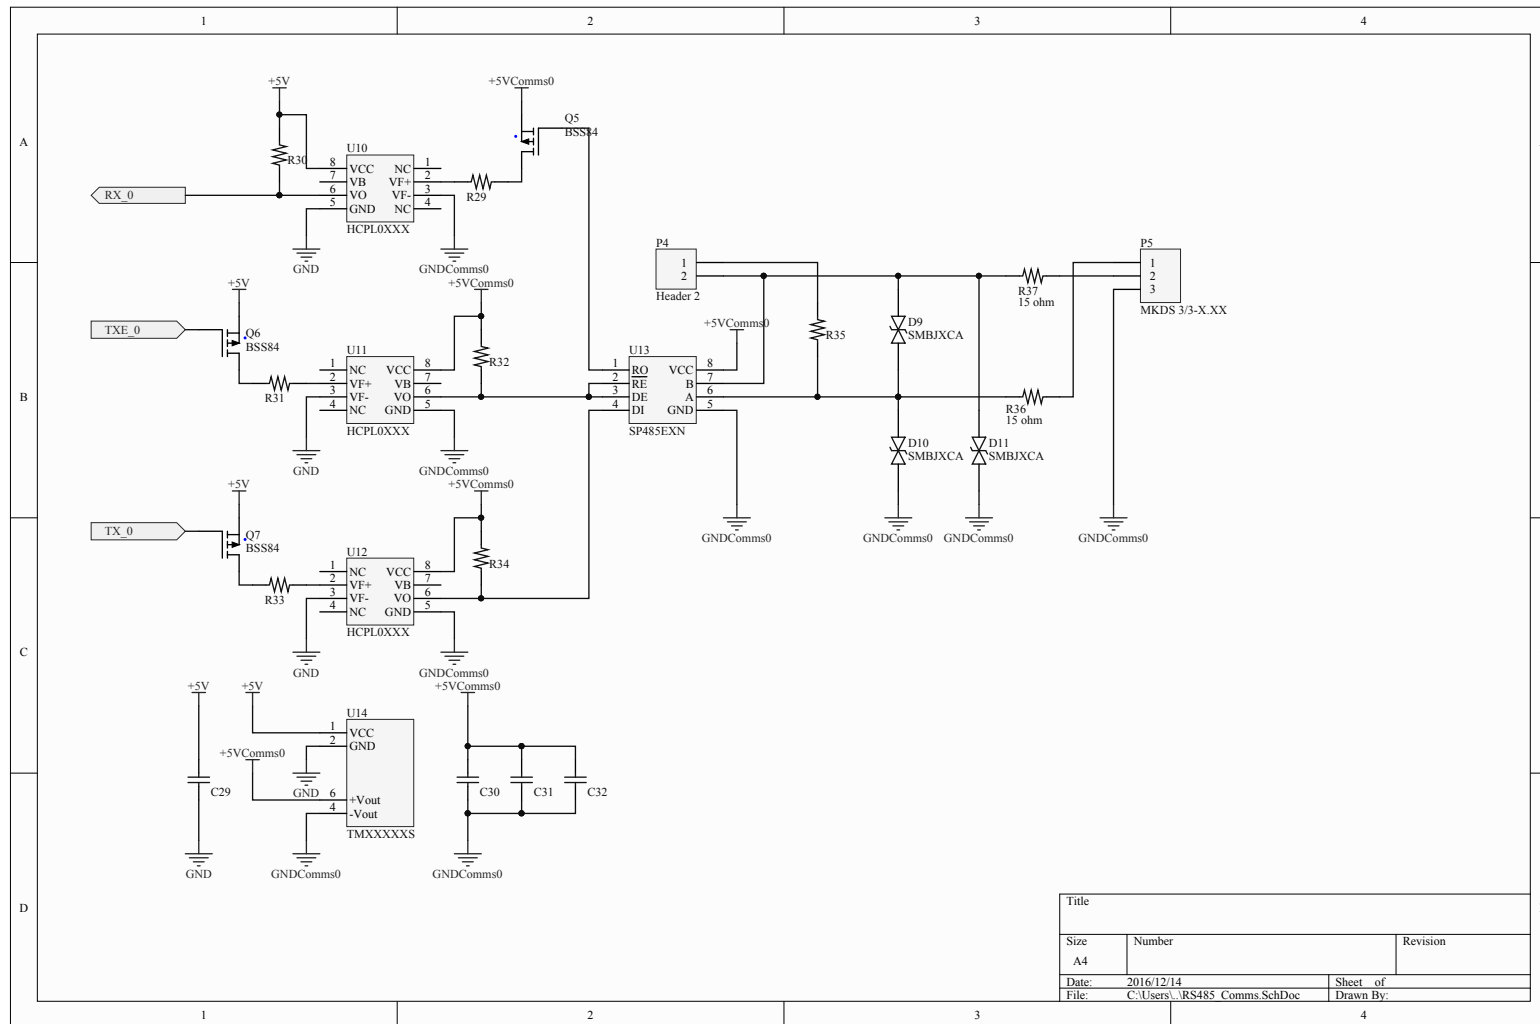 1 2 3 4
A
B
C
D
+5V
R30
RX_0
U10
8 VCC NC 1
7 VB VF+ 2
6 VO VF- 3
5 GND NC 4
HCPL0XXX
GND
GNDComms0
R29
+5VComms0
Q5
BSS84
+5V
TXE_0
Q6
BSS84
R31
U11
1 NC VCC 8
2 VF+ VB 7
3 VF- VO 6
4 NC GND 5
HCPL0XXX
GND
GNDComms0
+5VComms0
R32
+5V
TX_0
Q7
BSS84
R33
U12
1 NC VCC 8
2 VF+ VB 7
3 VF- VO 6
4 NC GND 5
HCPL0XXX
GND
GNDComms0
+5VComms0
R34
U13
1 RO VCC 8
2 RE B 7
3 DE A 6
4 DI GND 5
SP485EXN
+5VComms0
GNDComms0
P4
1
2
Header 2
R35
D9
SMBJXCA
D10
SMBJXCA
D11
SMBJXCA
GNDComms0
GNDComms0
R37
15 ohm
R36
15 ohm
P5
1
2
3
MKDS 3/3-X.XX
GNDComms0
+5V
C29
GND
+5V
+5VComms0
U14
1 VCC
2 GND
6 +Vout
4 -Vout
TMXXXXXS
GND
GNDComms0
+5VComms0
C30
C31
C32
GNDComms0
Title
Size Number Revision
A4
Date: 2016/12/14 Sheet of
File: C:\Users\..\RS485_Comms.SchDoc Drawn By:
1 2 3 4